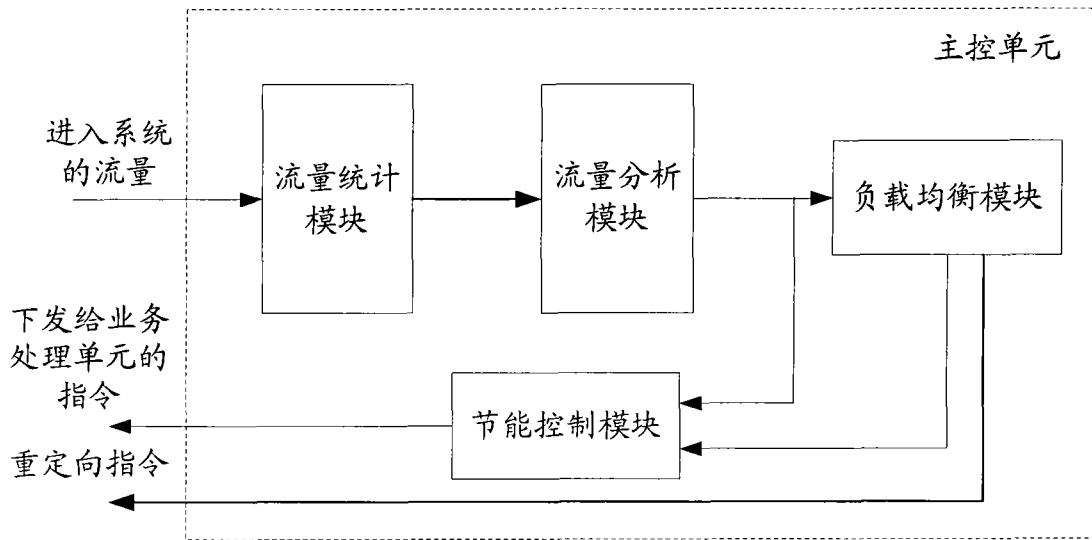 主控单元
进入系统
的流量
流量统计
模块
流量分析
模块
负载均衡模块
下发给业务
处理单元的
指令
节能控制模块
重定向指令